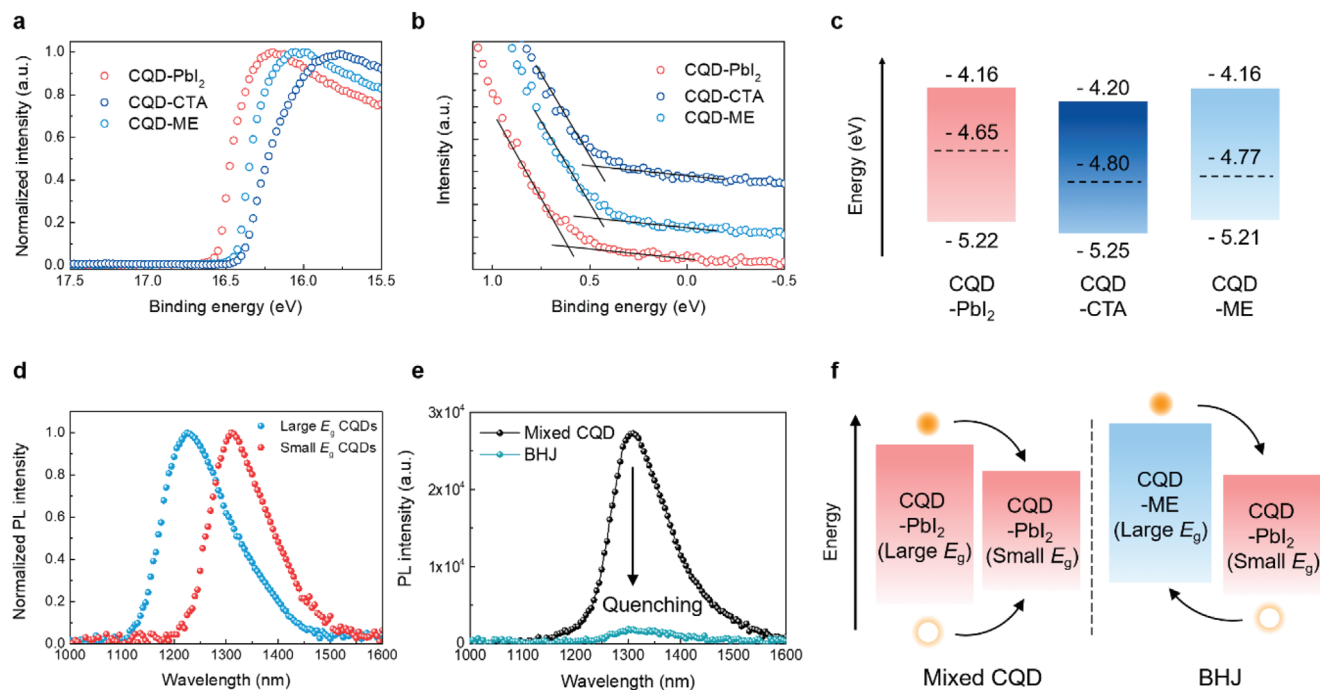 a
Normalized intensity (a.u.)
1.0
0.8
0.6
0.4
0.2
0.0
CQD-PbI₂
CQD-CTA
CQD-ME
17.5
17.0
16.5
16.0
15.5
Binding energy (eV)
b
Intensity (a.u.)
CQD-PbI₂
CQD-CTA
CQD-ME
1.0
0.5
0.0
-0.5
Binding energy (eV)
c
Energy (eV)
- 4.16
- 4.20
- 4.16
- 4.65
- 4.80
- 4.77
- 5.22
- 5.25
- 5.21
CQD
-PbI₂
CQD
-CTA
CQD
-ME
d
Normalized PL intensity
1.0
0.8
0.6
0.4
0.2
0.0
Large Eg CQDs
Small Eg CQDs
1000
1100
1200
1300
1400
1500
1600
Wavelength (nm)
e
PL intensity (a.u.)
3x10⁴
2x10⁴
1x10⁴
0
Mixed CQD
BHJ
Quenching
1000
1100
1200
1300
1400
1500
1600
Wavelength (nm)
f
Energy
CQD
-PbI₂
(Large Eg)
CQD
-PbI₂
(Small Eg)
Mixed CQD
CQD
-ME
(Large Eg)
CQD
-PbI₂
(Small Eg)
BHJ